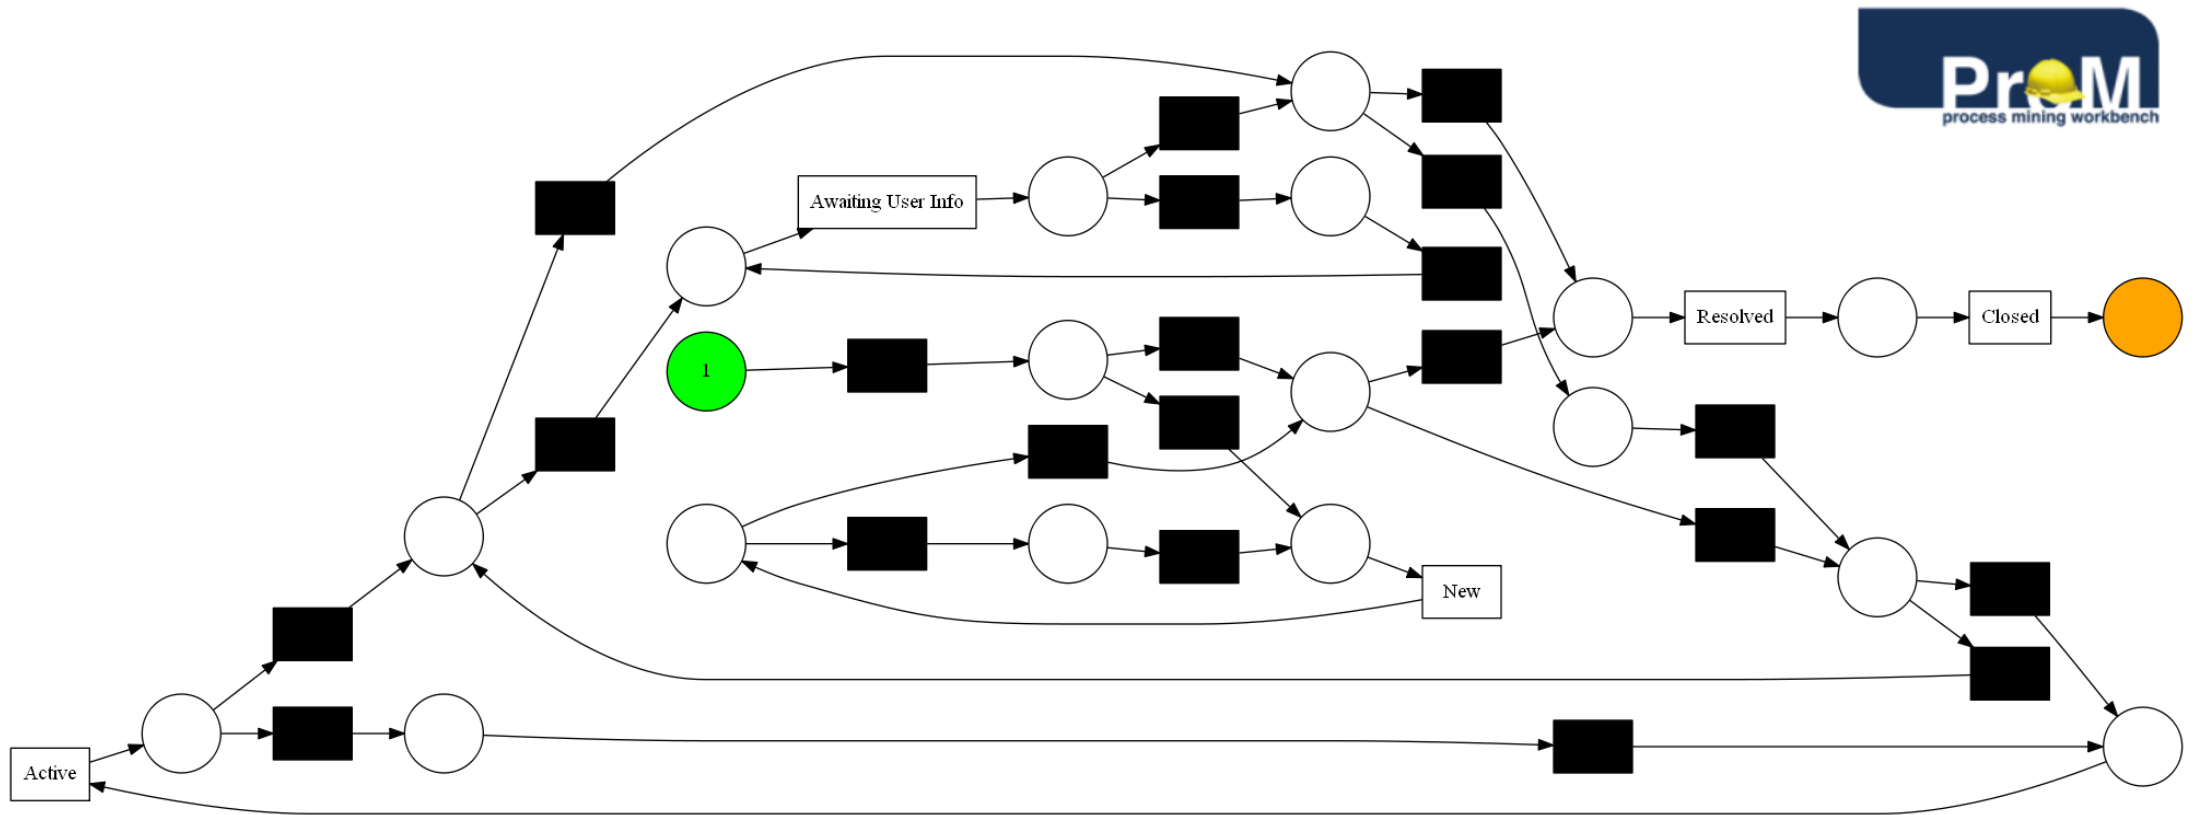 ProM
process mining workbench
Awaiting User Info
1
Resolved
Closed
New
Active